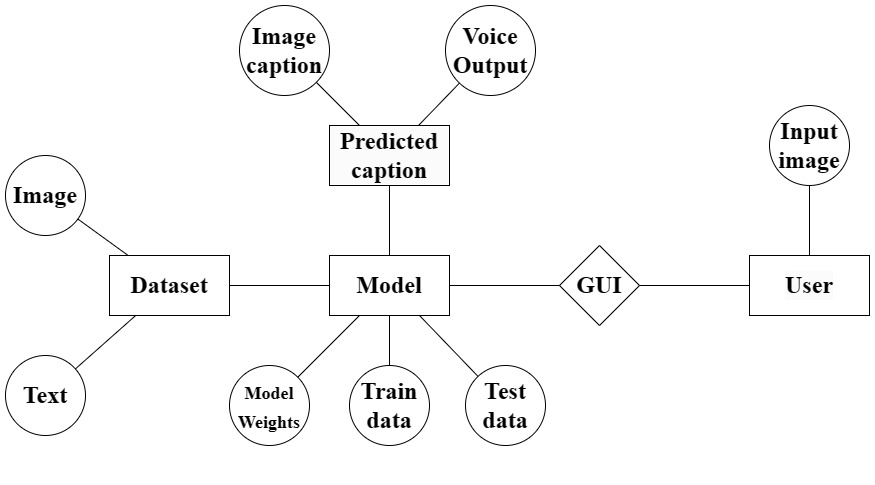 Image
caption
Voice
Output
Predicted
caption
Input
image
Image
Dataset
Model
GUI
User
Text
Model
Weights
Train
data
Test
data